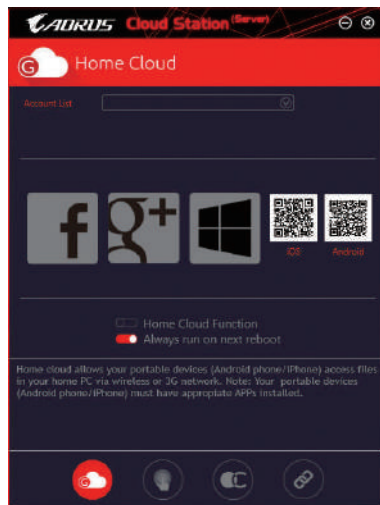 AORUS Cloud Station (Server)
G Home Cloud
Account List
f g+
iOS Android
Home Cloud Function
Always run on next reboot
Home cloud allows your portable devices (Android phone/iPhone) access files
in your home PC via wireless or 3G network. Note: Your portable devices
(Android phone/iPhone) must have appropiate APPs installed.
G